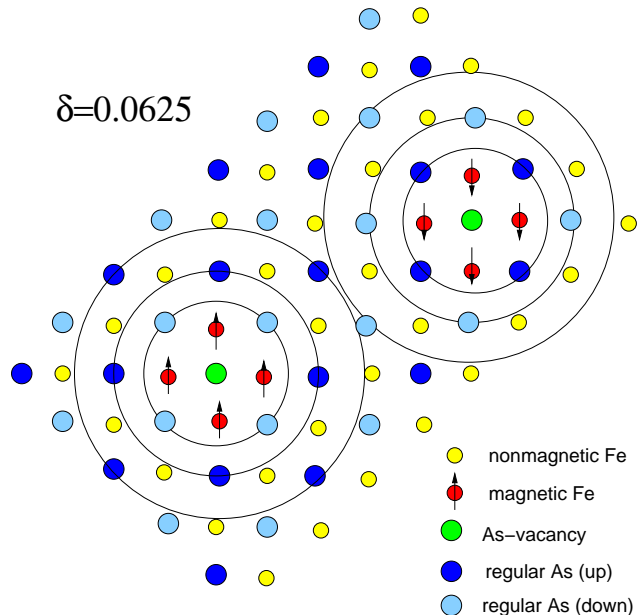 δ=0.0625
nonmagnetic Fe
magnetic Fe
As−vacancy
regular As (up)
regular As (down)